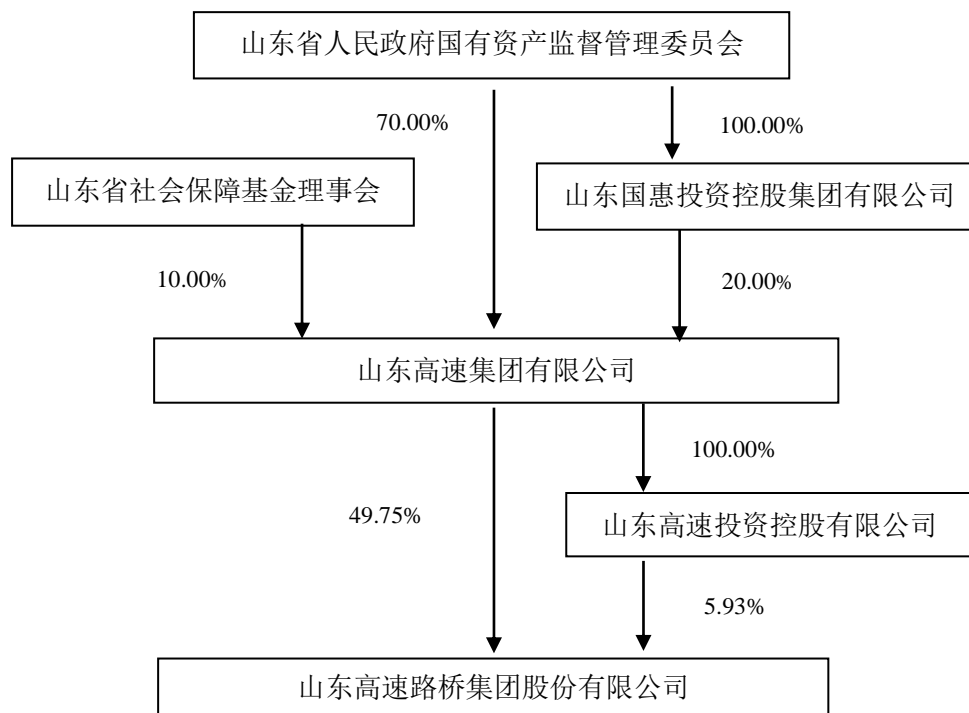 山东省人民政府国有资产监督管理委员会
70.00%
100.00%
山东省社会保障基金理事会
山东国惠投资控股集团有限公司
10.00%
20.00%
山东高速集团有限公司
100.00%
49.75%
山东高速投资控股有限公司
5.93%
山东高速路桥集团股份有限公司